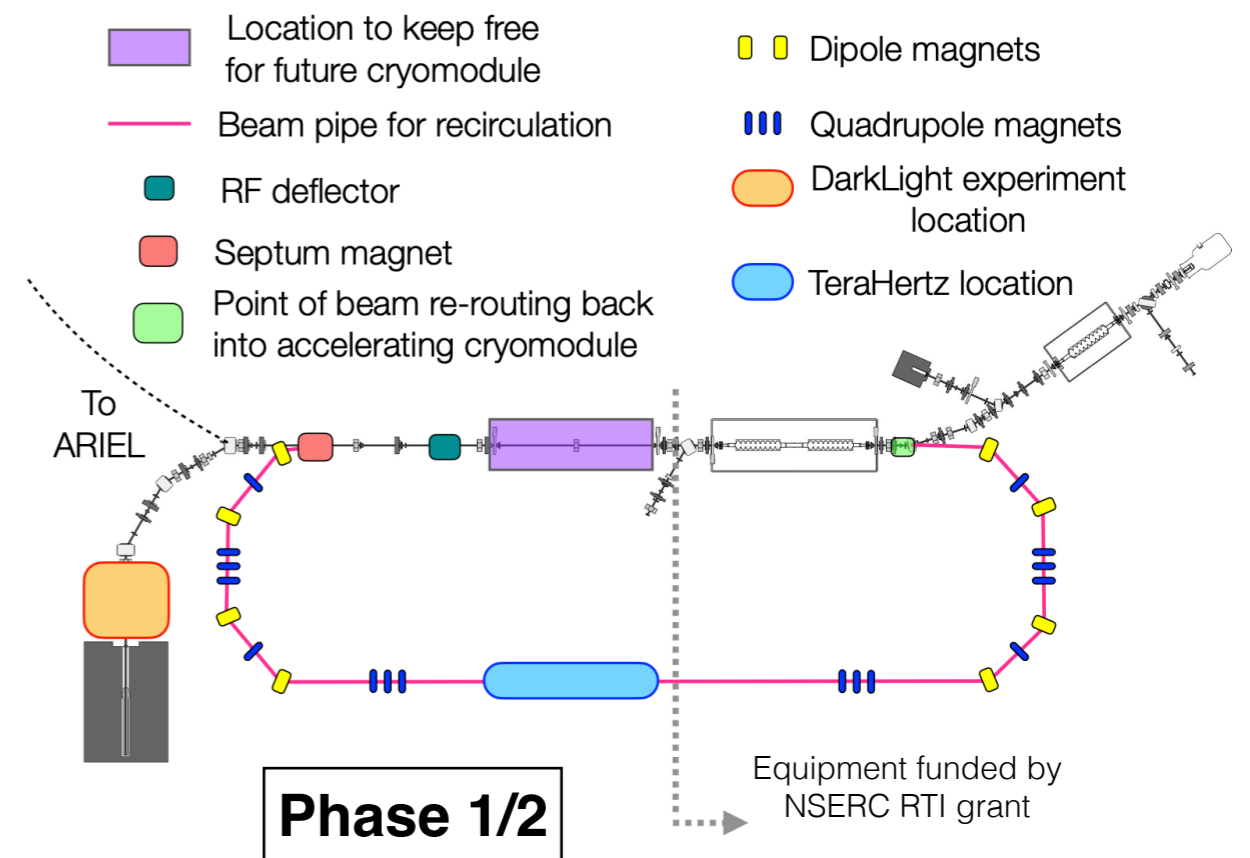 Location to keep free
for future cryomodule
Beam pipe for recirculation
RF deflector
Septum magnet
Point of beam re-routing back
into accelerating cryomodule
Dipole magnets
Quadrupole magnets
DarkLight experiment
location
TeraHertz location
To
ARIEL
Phase 1/2
Equipment funded by
NSERC RTI grant